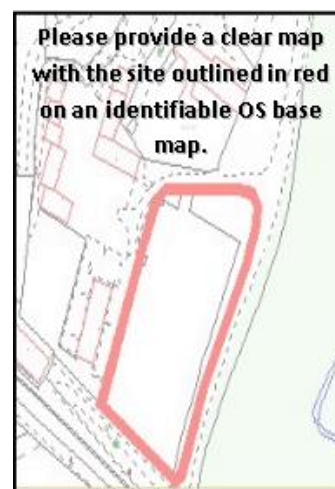 Please provide a clear map
with the site outlined in red
on an identifiable OS base
map.